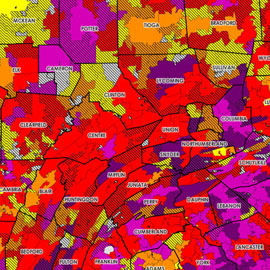 MCKEAN
POTTER
TIOGA
BRADFORD
ELK
CAMERON
SULLIVAN
LYCOMING
CLINTON
COLUMBIA
CLEARFIELD
CENTRE
UNION
NORTHUMBERLAND
SNYDER
SCHUYLKILL
MIFFLIN
JUNIATA
CAMBRIA
BLAIR
HUNTINGDON
PERRY
DAUPHIN
LEBANON
CUMBERLAND
LANCASTER
BEDFORD
FULTON
FRANKLIN
ADAMS
YORK